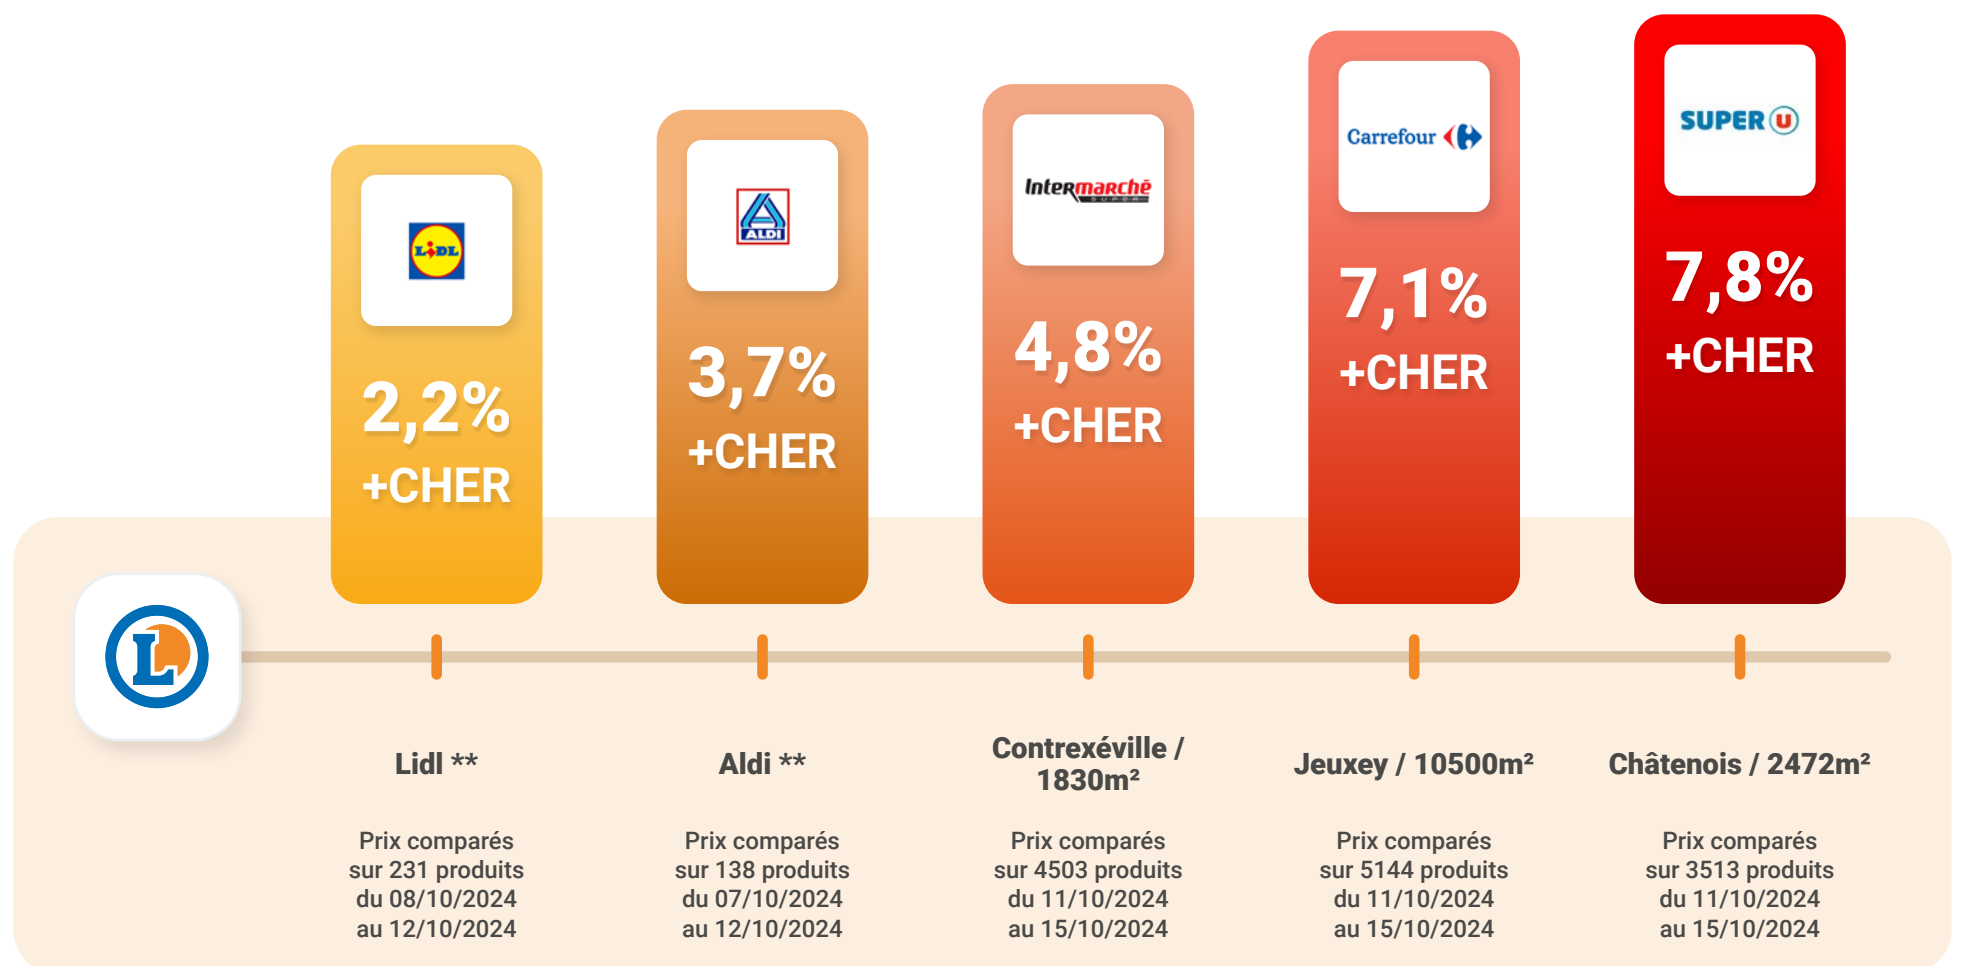 LIDL
2,2%
+CHER
ALDI
3,7%
+CHER
Intermarchē
SUPER
4,8%
+CHER
Carrefour
7,1%
+CHER
SUPER U
7,8%
+CHER
L
Lidl **
Prix comparés
sur 231 produits
du 08/10/2024
au 12/10/2024
Aldi **
Prix comparés
sur 138 produits
du 07/10/2024
au 12/10/2024
Contrexéville /
1830m²
Prix comparés
sur 4503 produits
du 11/10/2024
au 15/10/2024
Jeuxey / 10500m²
Prix comparés
sur 5144 produits
du 11/10/2024
au 15/10/2024
Châtenois / 2472m²
Prix comparés
sur 3513 produits
du 11/10/2024
au 15/10/2024